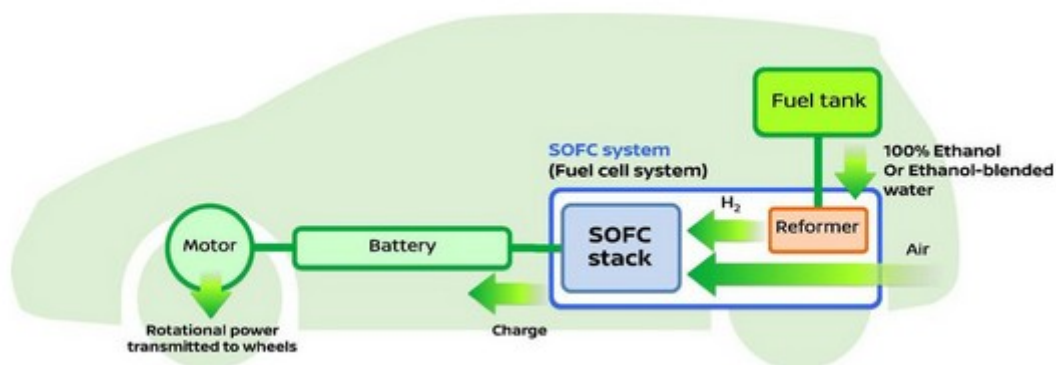 Fuel tank
SOFC system
(Fuel cell system)
100% Ethanol
Or Ethanol-blended
water
H₂
Motor
Battery
SOFC
stack
Reformer
Air
Charge
Rotational power
transmitted to wheels